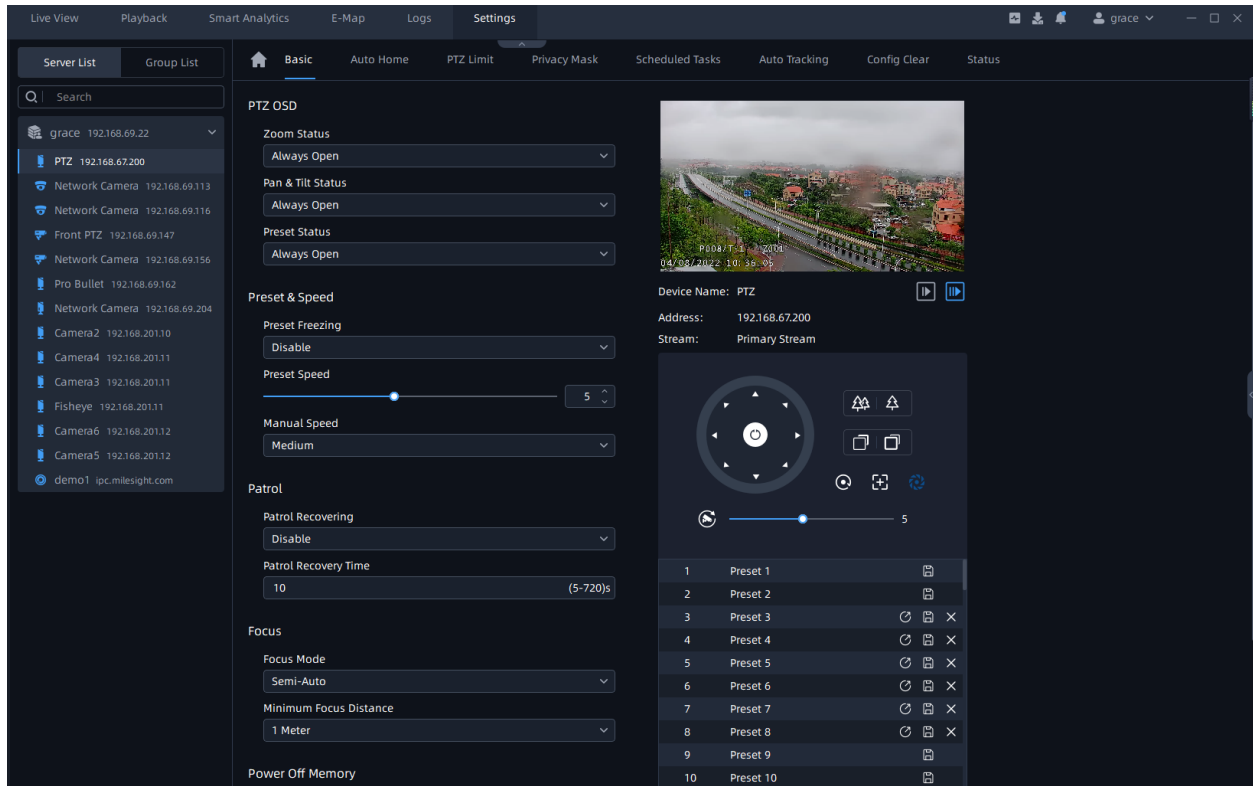 Live View Playback Smart Analytics E-Map Logs Settings grace
Server List Group List
Search
grace 192.168.69.22
PTZ 192.168.67.200
Network Camera 192.168.69.113
Network Camera 192.168.69.116
Front PTZ 192.168.69.147
Network Camera 192.168.69.156
Pro Bullet 192.168.69.162
Network Camera 192.168.69.204
Camera2 192.168.201.10
Camera4 192.168.201.11
Camera3 192.168.201.11
Fisheye 192.168.201.11
Camera6 192.168.201.12
Camera5 192.168.201.12
demo1 ipc.milesight.com
Basic Auto Home PTZ Limit Privacy Mask Scheduled Tasks Auto Tracking Config Clear Status
PTZ OSD
Zoom Status
Always Open
Pan & Tilt Status
Always Open
Preset Status
Always Open
Preset & Speed
Preset Freezing
Disable
Preset Speed
5
Manual Speed
Medium
Patrol
Patrol Recovering
Disable
Patrol Recovery Time
10 (5-720)s
Focus
Focus Mode
Semi-Auto
Minimum Focus Distance
1 Meter
Power Off Memory
04/08/2022 10:36:05
Device Name: PTZ
Address: 192.168.67.200
Stream: Primary Stream
5
1 Preset 1
2 Preset 2
3 Preset 3
4 Preset 4
5 Preset 5
6 Preset 6
7 Preset 7
8 Preset 8
9 Preset 9
10 Preset 10